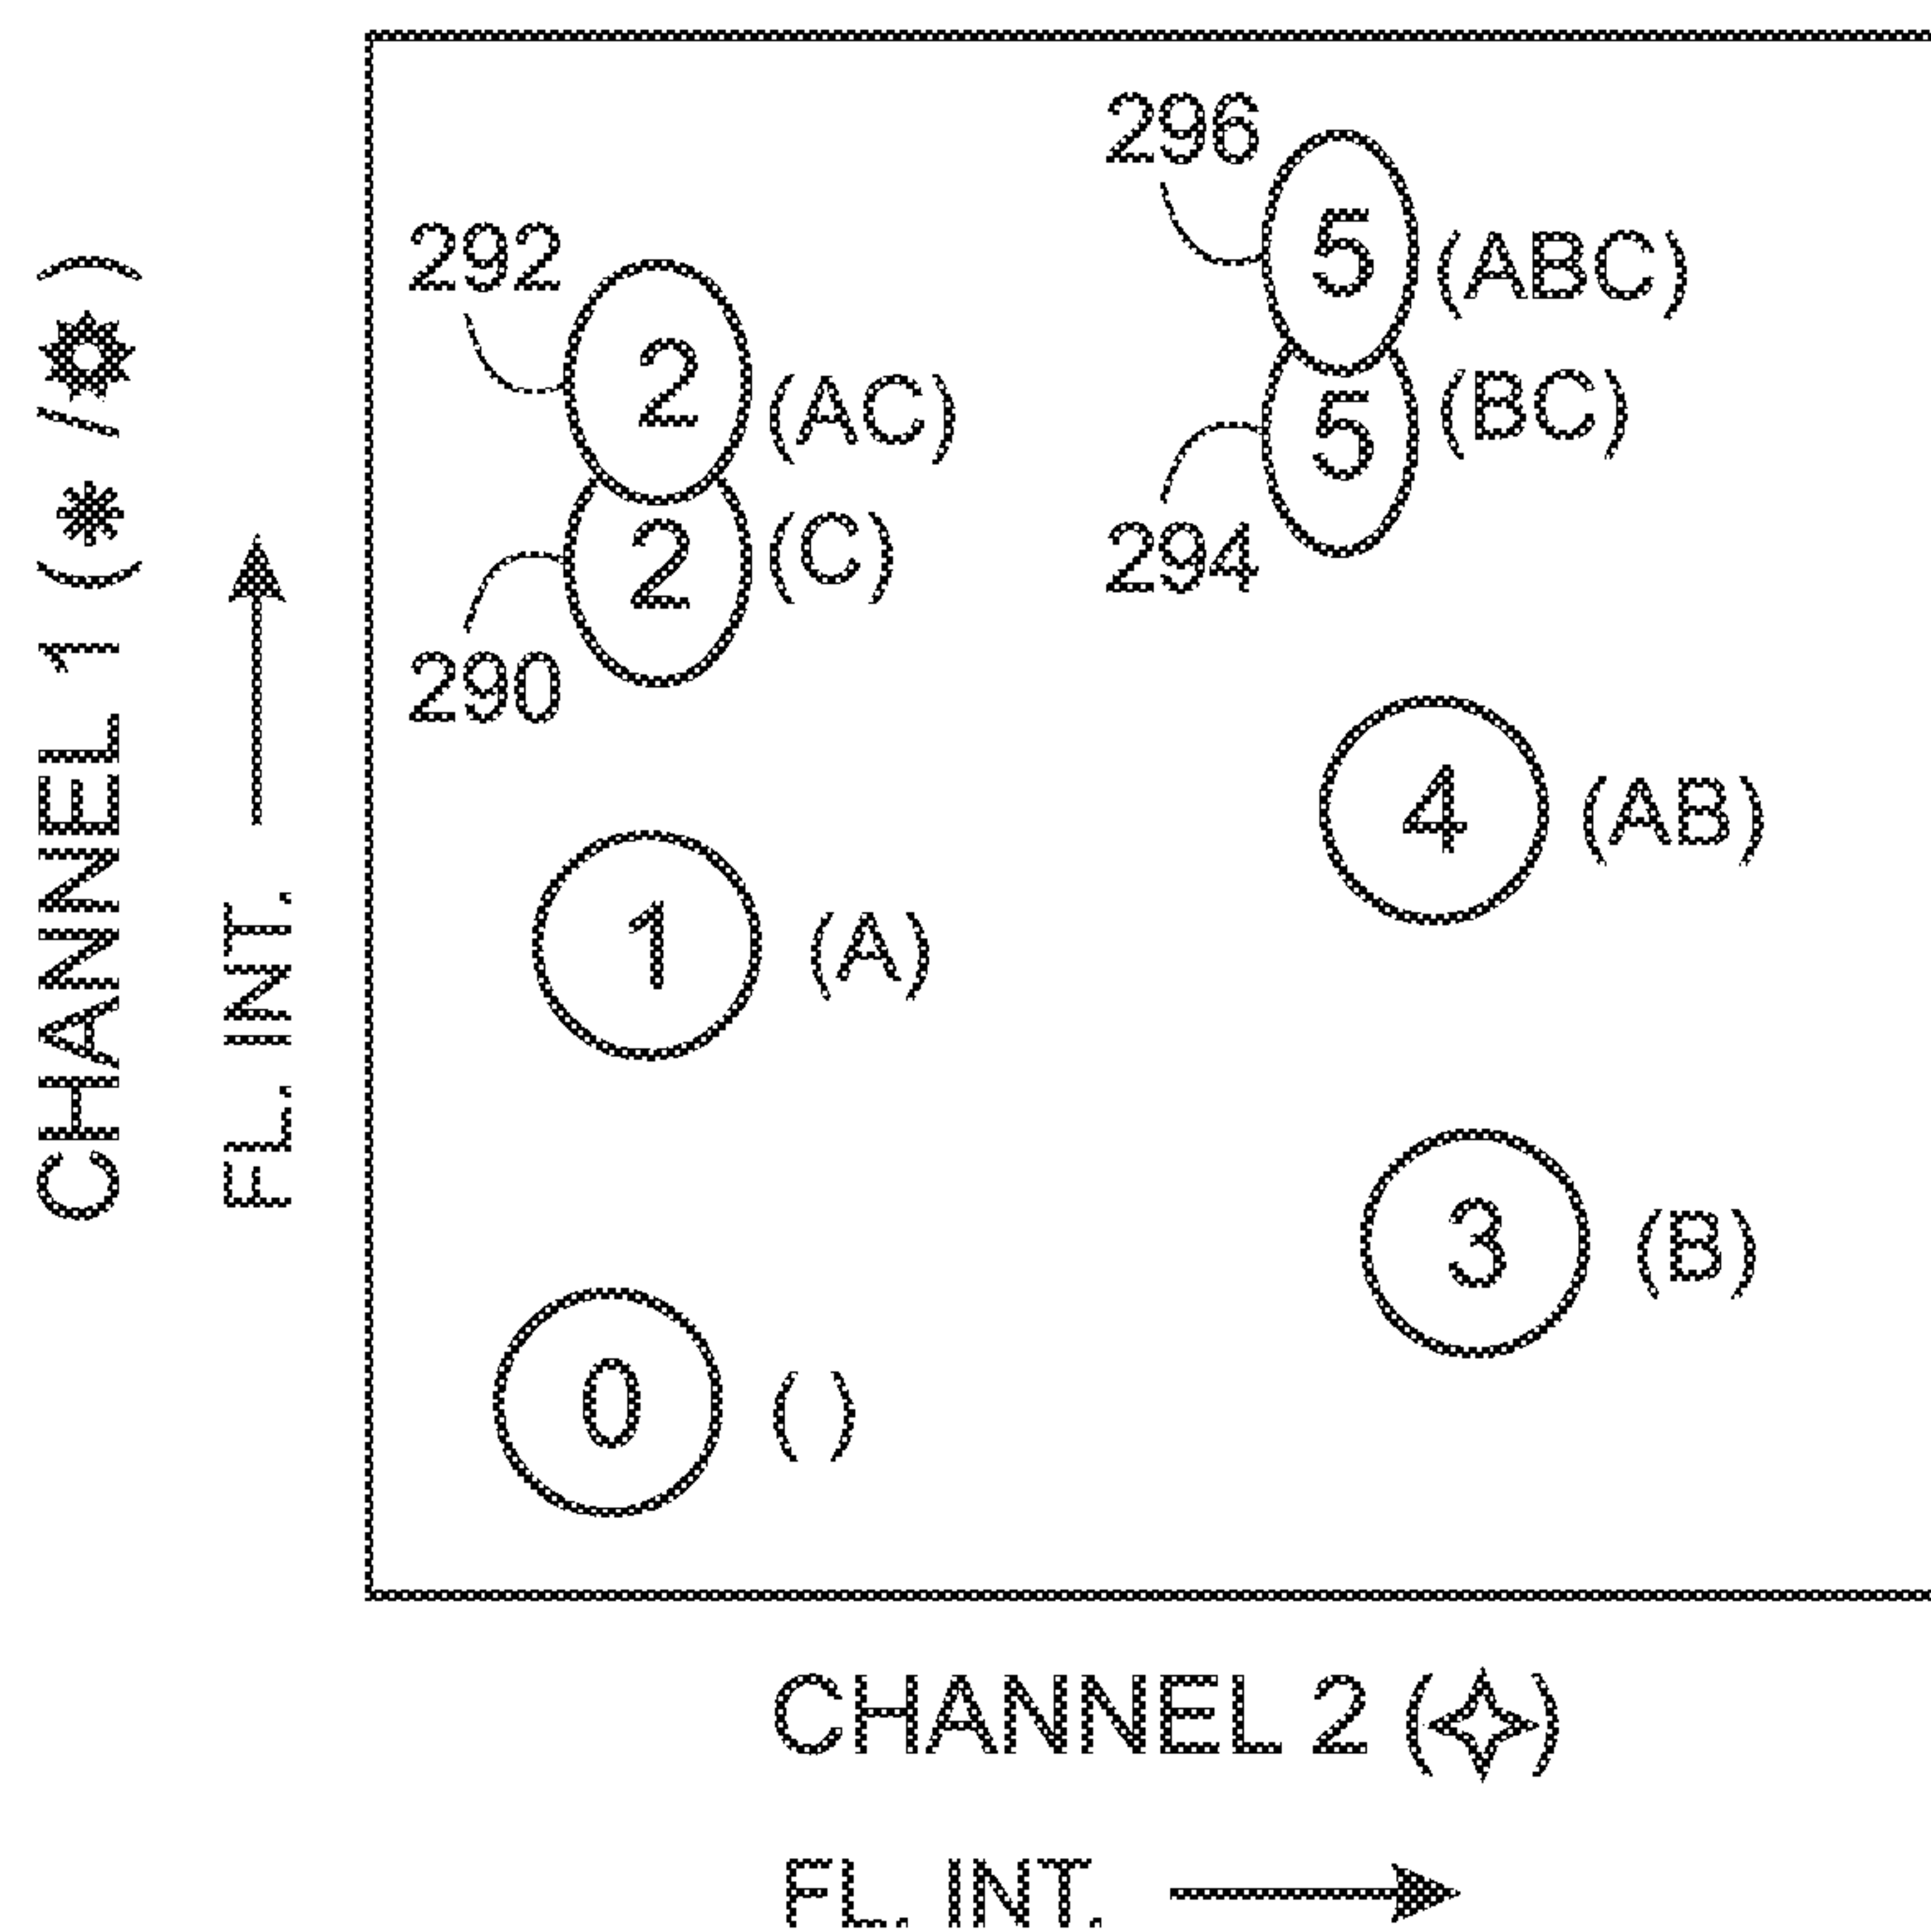 296
5 (ABC)
292
2 (AC)
5 (BC)
2 (C)
294
290
4 (AB)
1 (A)
3 (B)
0 ( )
CHANNEL 1 (✳/✹)
FL. INT.
CHANNEL 2 (✧)
FL. INT.